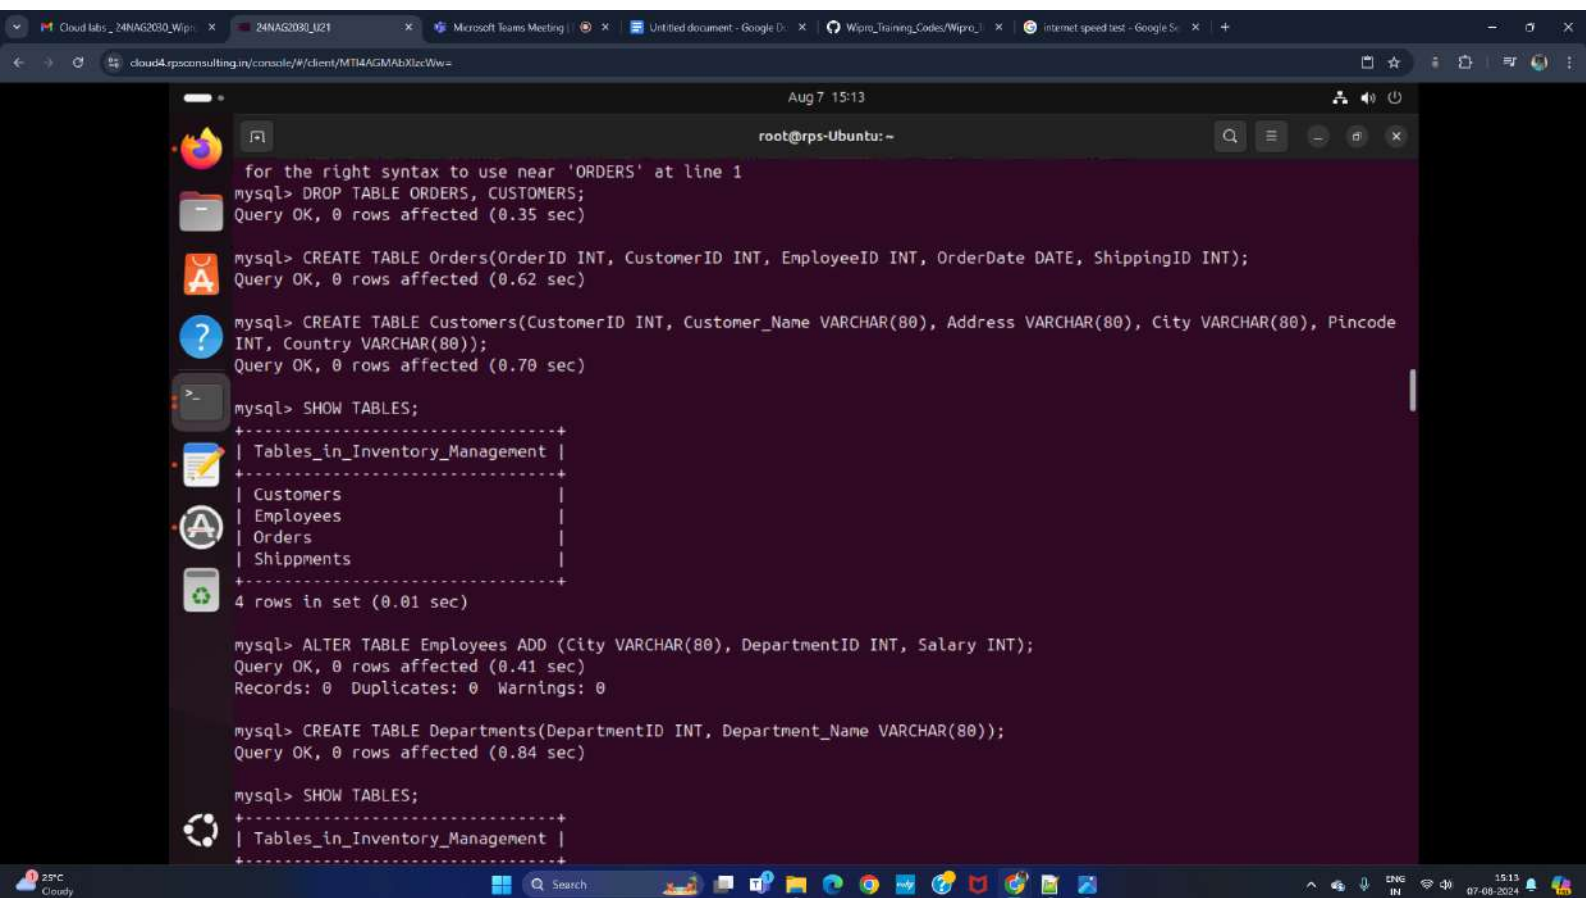 Cloud labs _ 24NAG2030_Wipr
24NAG2030_U21
Microsoft Teams Meeting |
Untitled document - Google D
Wipro_Training_Codes/Wipro_
internet speed test - Google Se
cloud4.rpsconsulting.in/console/#/client/MTI4AGMAbXlzcWw=
Aug 7 15:13
root@rps-Ubuntu: ~
for the right syntax to use near 'ORDERS' at line 1
mysql> DROP TABLE ORDERS, CUSTOMERS;
Query OK, 0 rows affected (0.35 sec)
mysql> CREATE TABLE Orders(OrderID INT, CustomerID INT, EmployeeID INT, OrderDate DATE, ShippingID INT);
Query OK, 0 rows affected (0.62 sec)
mysql> CREATE TABLE Customers(CustomerID INT, Customer_Name VARCHAR(80), Address VARCHAR(80), City VARCHAR(80), Pincode
INT, Country VARCHAR(80));
Query OK, 0 rows affected (0.70 sec)
mysql> SHOW TABLES;
+--------------------------------+
| Tables_in_Inventory_Management |
+--------------------------------+
| Customers |
| Employees |
| Orders |
| Shippments |
+--------------------------------+
4 rows in set (0.01 sec)
mysql> ALTER TABLE Employees ADD (City VARCHAR(80), DepartmentID INT, Salary INT);
Query OK, 0 rows affected (0.41 sec)
Records: 0 Duplicates: 0 Warnings: 0
mysql> CREATE TABLE Departments(DepartmentID INT, Department_Name VARCHAR(80));
Query OK, 0 rows affected (0.84 sec)
mysql> SHOW TABLES;
+--------------------------------+
| Tables_in_Inventory_Management |
+--------------------------------+
1
25°C
Cloudy
Search
ENG
IN
15:13
07-08-2024